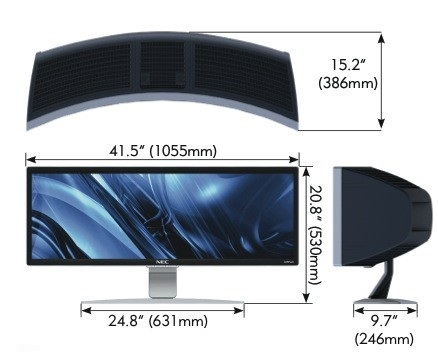 15.2“
(386mm)
41.5“ (1055mm)
20.8“ (530mm)
NEC
24.8“ (631mm)
9.7“
(246mm)